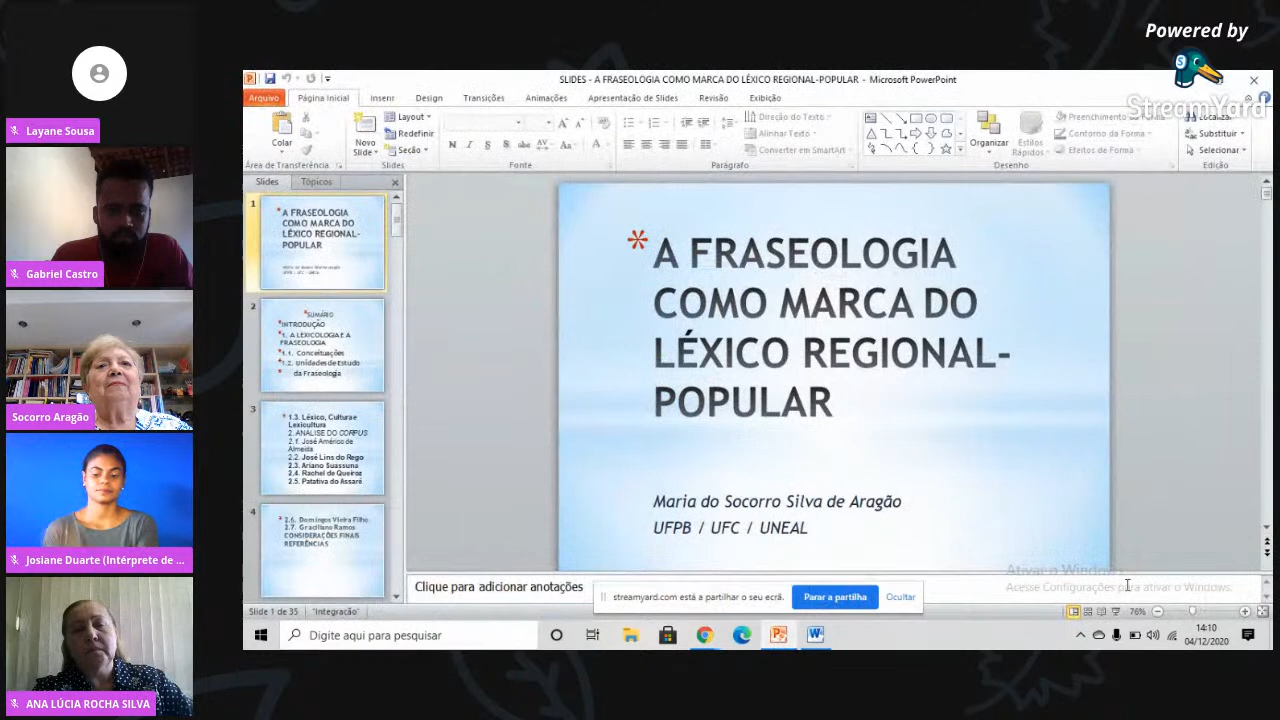 Powered by
StreamYard
Layane Sousa
Gabriel Castro
Socorro Aragão
Josiane Duarte (Intérprete de ...
ANA LÚCIA ROCHA SILVA
SLIDES - A FRASEOLOGIA COMO MARCA DO LÉXICO REGIONAL-POPULAR - Microsoft PowerPoint
Arquivo Página Inicial Inserir Design Transições Animações Apresentação de Slides Revisão Exibição
Colar
Área de Transferência
Novo
Slide
Layout
Redefinir
Seção
Slides
Fonte
Direção do Texto
Alinhar Texto
Converter em SmartArt
Parágrafo
Organizar
Estilos
Rápidos
Preenchimento
Contorno da Forma
Efeitos de Forma
Desenho
Localizar
Substituir
Selecionar
Edição
Slides Tópicos
1
A FRASEOLOGIA
COMO MARCA DO
LÉXICO REGIONAL-
POPULAR
2
*SUMÁRIO
*INTRODUÇÃO
*1. A LEXICOLOGIA E A
FRASEOLOGIA
*1.1. Conceituações
*1.2. Unidades de Estudo
*da Fraseologia
3
* 1.3. Léxico, Cultura e
Lexicultura
2. ANÁLISE DO CORPUS
2.1. José Américo de
Almeida
2.2. José Lins do Rego
2.3. Ariano Suassuna
2.4. Rachel de Queiroz
2.5. Patativa do Assaré
4
* 2.6. Domingos Vieira Filho
2.7. Graciliano Ramos
CONSIDERAÇÕES FINAIS
REFERÊNCIAS
* A FRASEOLOGIA
COMO MARCA DO
LÉXICO REGIONAL-
POPULAR
Maria do Socorro Silva de Aragão
UFPB / UFC / UNEAL
Ativar o Windows
Acesse Configurações para ativar o Windows.
Clique para adicionar anotações
streamyard.com está a partilhar o seu ecrã. Parar a partilha Ocultar
Slide 1 de 35 "Integração" 76%
Digite aqui para pesquisar
14:10
04/12/2020